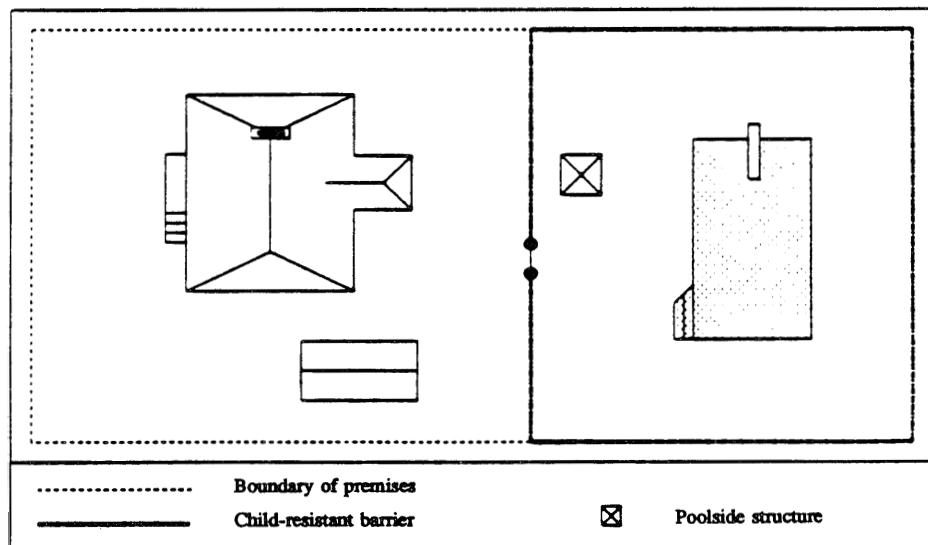 Boundary of premises
Child-resistant barrier
Poolside structure